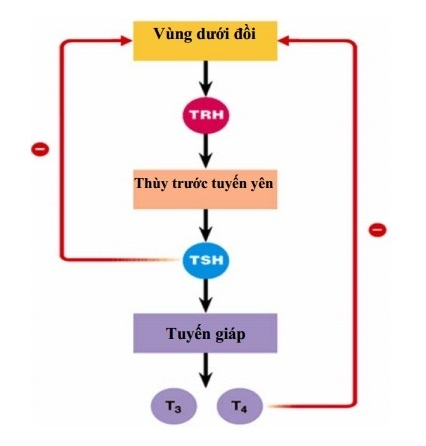 Vùng dưới đồi
TRH
Thùy trước tuyến yên
TSH
Tuyến giáp
T3 T4